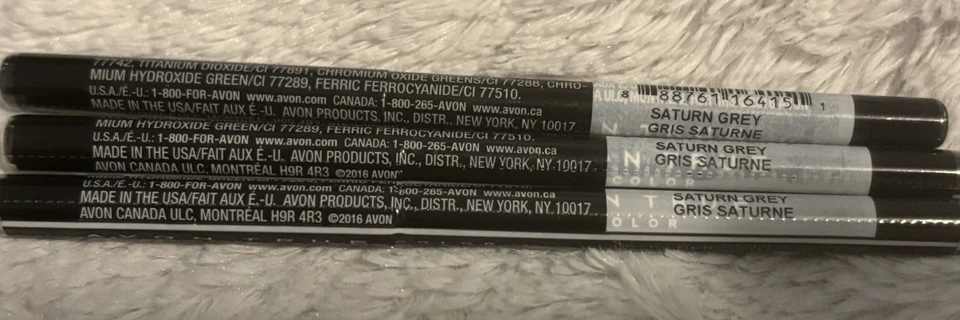 77742, TITANIUM DIOXIDE/CI 77891, CHROMIUM OXIDE GREENS/CI 77288, CHRO-
MIUM HYDROXIDE GREEN/CI 77289, FERRIC FERROCYANIDE/CI 77510.
U.S.A./É.-U.: 1-800-FOR-AVON www.avon.com CANADA: 1-800-265-AVON www.avon.ca
MADE IN THE USA/FAIT AUX É.-U. AVON PRODUCTS, INC., DISTR., NEW YORK, NY 10017
8 88761 16415 1
SATURN GREY
GRIS SATURNE
MIUM HYDROXIDE GREEN/CI 77289, FERRIC FERROCYANIDE/CI 77510.
U.S.A./É.-U.: 1-800-FOR-AVON www.avon.com CANADA: 1-800-265-AVON www.avon.ca
MADE IN THE USA/FAIT AUX É.-U. AVON PRODUCTS, INC., DISTR., NEW YORK, NY 10017
AVON CANADA ULC, MONTRÉAL H9R 4R3 ©2016 AVON
SATURN GREY
GRIS SATURNE
OLOR
U.S.A./É.-U.: 1-800-FOR-AVON www.avon.com CANADA: 1-800-265-AVON www.avon.ca
MADE IN THE USA/FAIT AUX É.-U. AVON PRODUCTS, INC., DISTR., NEW YORK, NY 10017
AVON CANADA ULC, MONTRÉAL H9R 4R3 ©2016 AVON
SATURN GREY
GRIS SATURNE
OLOR